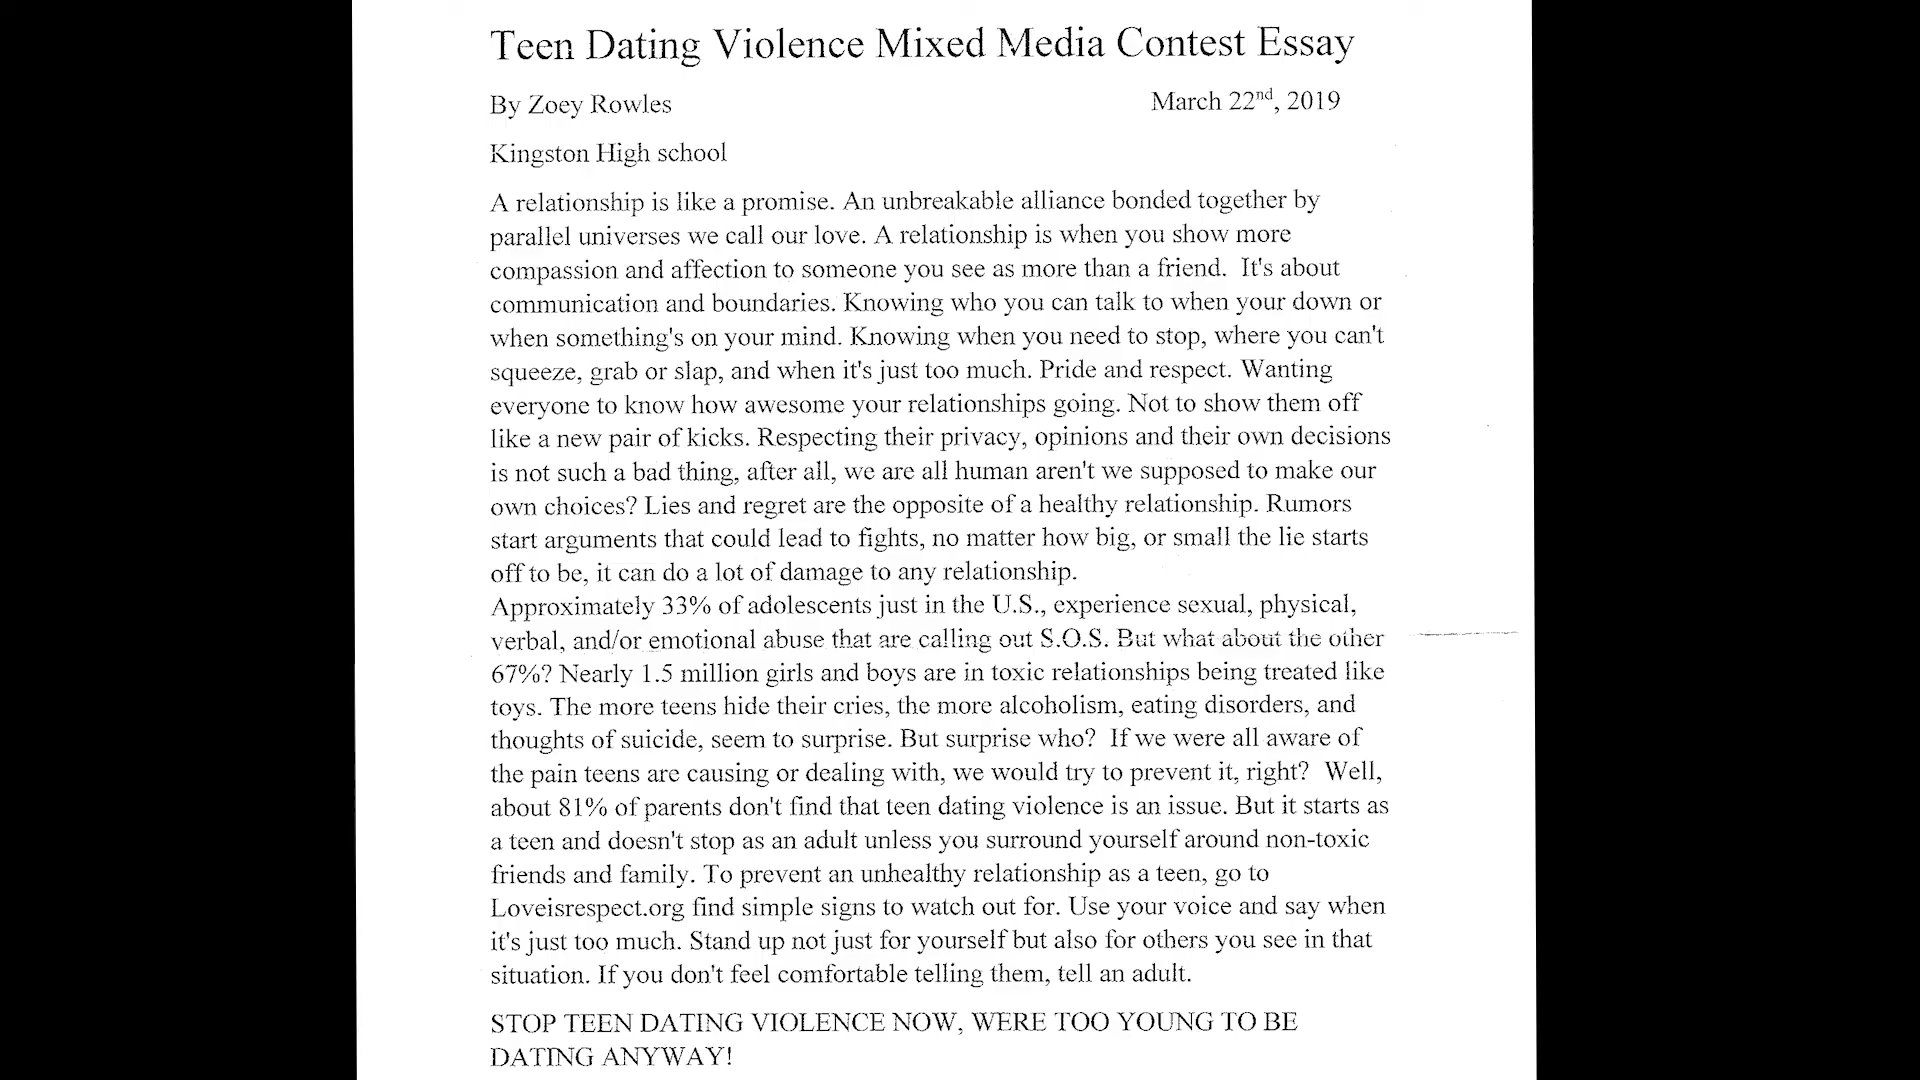 Teen Dating Violence Mixed Media Contest Essay
By Zoey Rowles March 22nd, 2019
Kingston High school
A relationship is like a promise. An unbreakable alliance bonded together by
parallel universes we call our love. A relationship is when you show more
compassion and affection to someone you see as more than a friend.  It's about
communication and boundaries. Knowing who you can talk to when your down or
when something's on your mind. Knowing when you need to stop, where you can't
squeeze, grab or slap, and when it's just too much. Pride and respect. Wanting
everyone to know how awesome your relationships going. Not to show them off
like a new pair of kicks. Respecting their privacy, opinions and their own decisions
is not such a bad thing, after all, we are all human aren't we supposed to make our
own choices? Lies and regret are the opposite of a healthy relationship. Rumors
start arguments that could lead to fights, no matter how big, or small the lie starts
off to be, it can do a lot of damage to any relationship.
Approximately 33% of adolescents just in the U.S., experience sexual, physical,
verbal, and/or emotional abuse that are calling out S.O.S. But what about the other
67%? Nearly 1.5 million girls and boys are in toxic relationships being treated like
toys. The more teens hide their cries, the more alcoholism, eating disorders, and
thoughts of suicide, seem to surprise. But surprise who?  If we were all aware of
the pain teens are causing or dealing with, we would try to prevent it, right?  Well,
about 81% of parents don't find that teen dating violence is an issue. But it starts as
a teen and doesn't stop as an adult unless you surround yourself around non-toxic
friends and family. To prevent an unhealthy relationship as a teen, go to
Loveisrespect.org find simple signs to watch out for. Use your voice and say when
it's just too much. Stand up not just for yourself but also for others you see in that
situation. If you don't feel comfortable telling them, tell an adult.
STOP TEEN DATING VIOLENCE NOW, WERE TOO YOUNG TO BE
DATING ANYWAY!